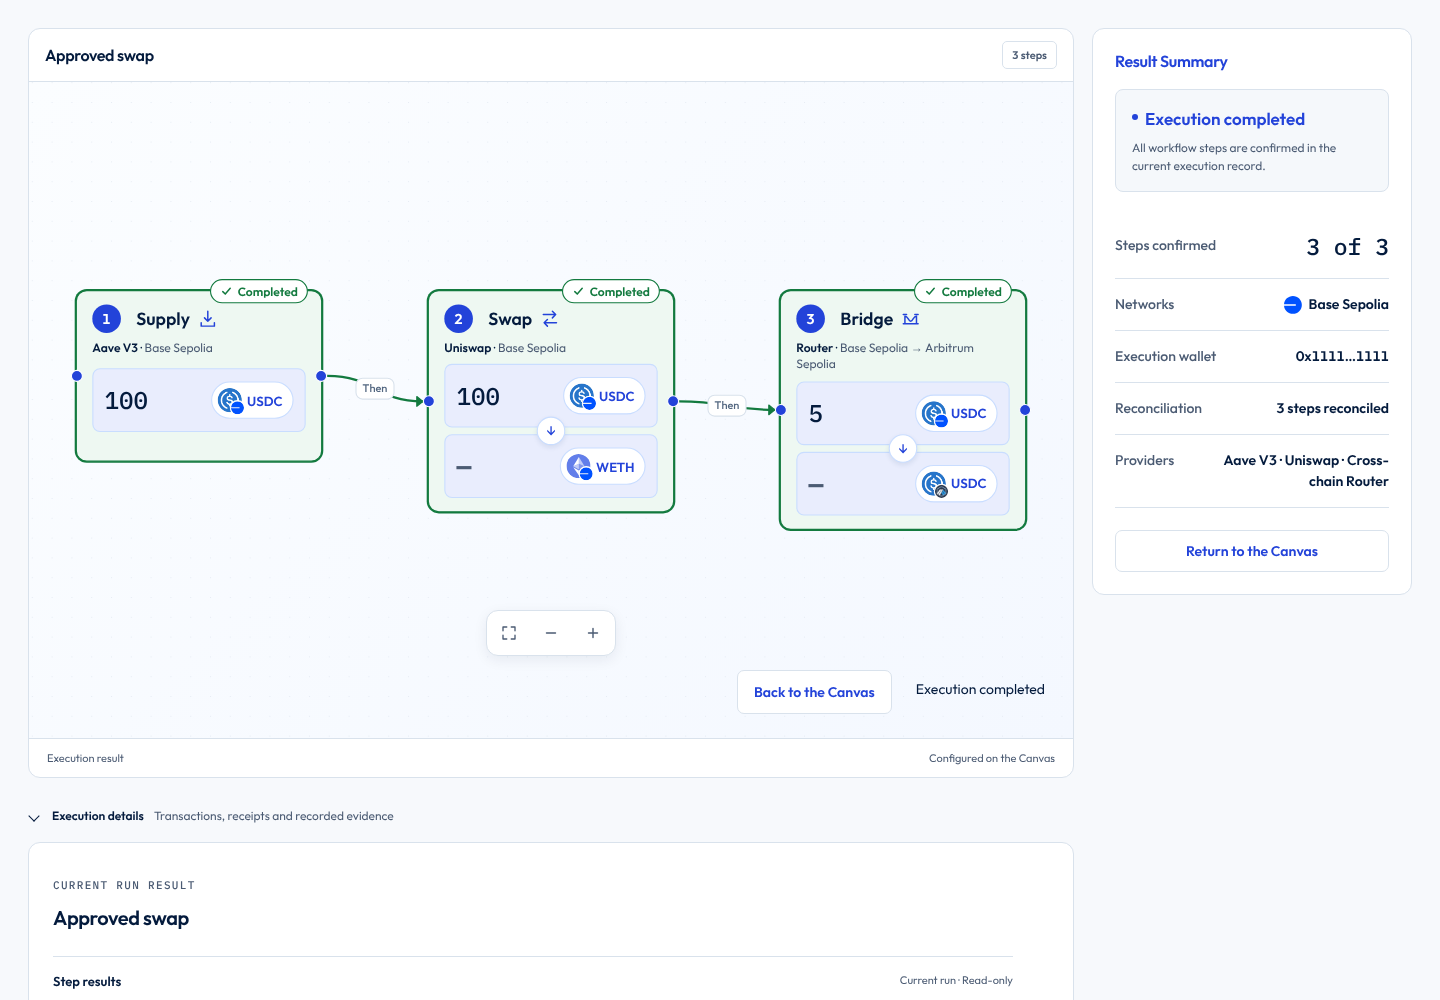 Approved swap
3 steps
Completed
1 Supply
Aave V3 · Base Sepolia
100 USDC
Then
Completed
2 Swap
Uniswap · Base Sepolia
100 USDC
– WETH
Then
Completed
3 Bridge
Router · Base Sepolia → Arbitrum
Sepolia
5 USDC
– USDC
Back to the Canvas
Execution completed
Execution result
Configured on the Canvas
Result Summary
Execution completed
All workflow steps are confirmed in the
current execution record.
Steps confirmed 3 of 3
Networks Base Sepolia
Execution wallet 0x1111...1111
Reconciliation 3 steps reconciled
Providers Aave V3 · Uniswap · Cross-
chain Router
Return to the Canvas
Execution details Transactions, receipts and recorded evidence
CURRENT RUN RESULT
Approved swap
Step results
Current run · Read-only